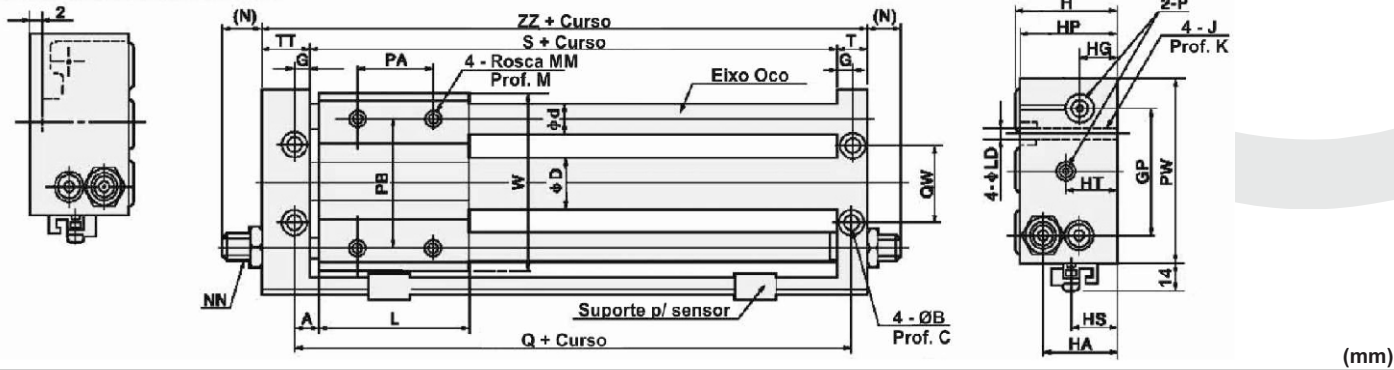 2
(N)
ZZ + Curso
(N)
TT
S + Curso
T
G
PA
4 - Rosca MM
Prof. M
Eixo Oco
G
PB
W
φd
φD
QW
NN
A
L
Suporte p/ sensor
4 - ØB
Prof. C
Q + Curso
H
2-P
HP
4 - J
Prof. K
HG
4-φLD
HT
GP
PW
14
HS
HA
(mm)